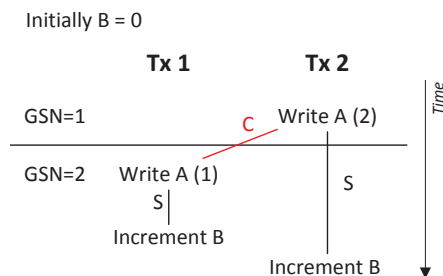 Initially B = 0
Tx 1 Tx 2
Time
GSN=1 C Write A (2)
GSN=2 Write A (1)
S S
Increment B
Increment B